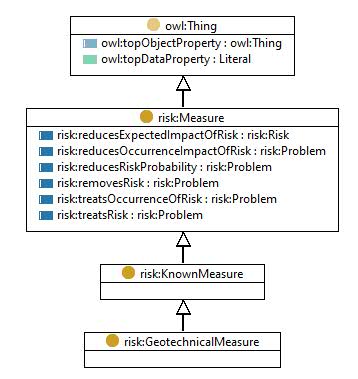 owl:Thing
owl:topObjectProperty : owl:Thing
owl:topDataProperty : Literal
risk:Measure
risk:reducesExpectedImpactOfRisk : risk:Risk
risk:reducesOccurrenceImpactOfRisk : risk:Problem
risk:reducesRiskProbability : risk:Problem
risk:removesRisk : risk:Problem
risk:treatsOccurrenceOfRisk : risk:Problem
risk:treatsRisk : risk:Problem
risk:KnownMeasure
risk:GeotechnicalMeasure